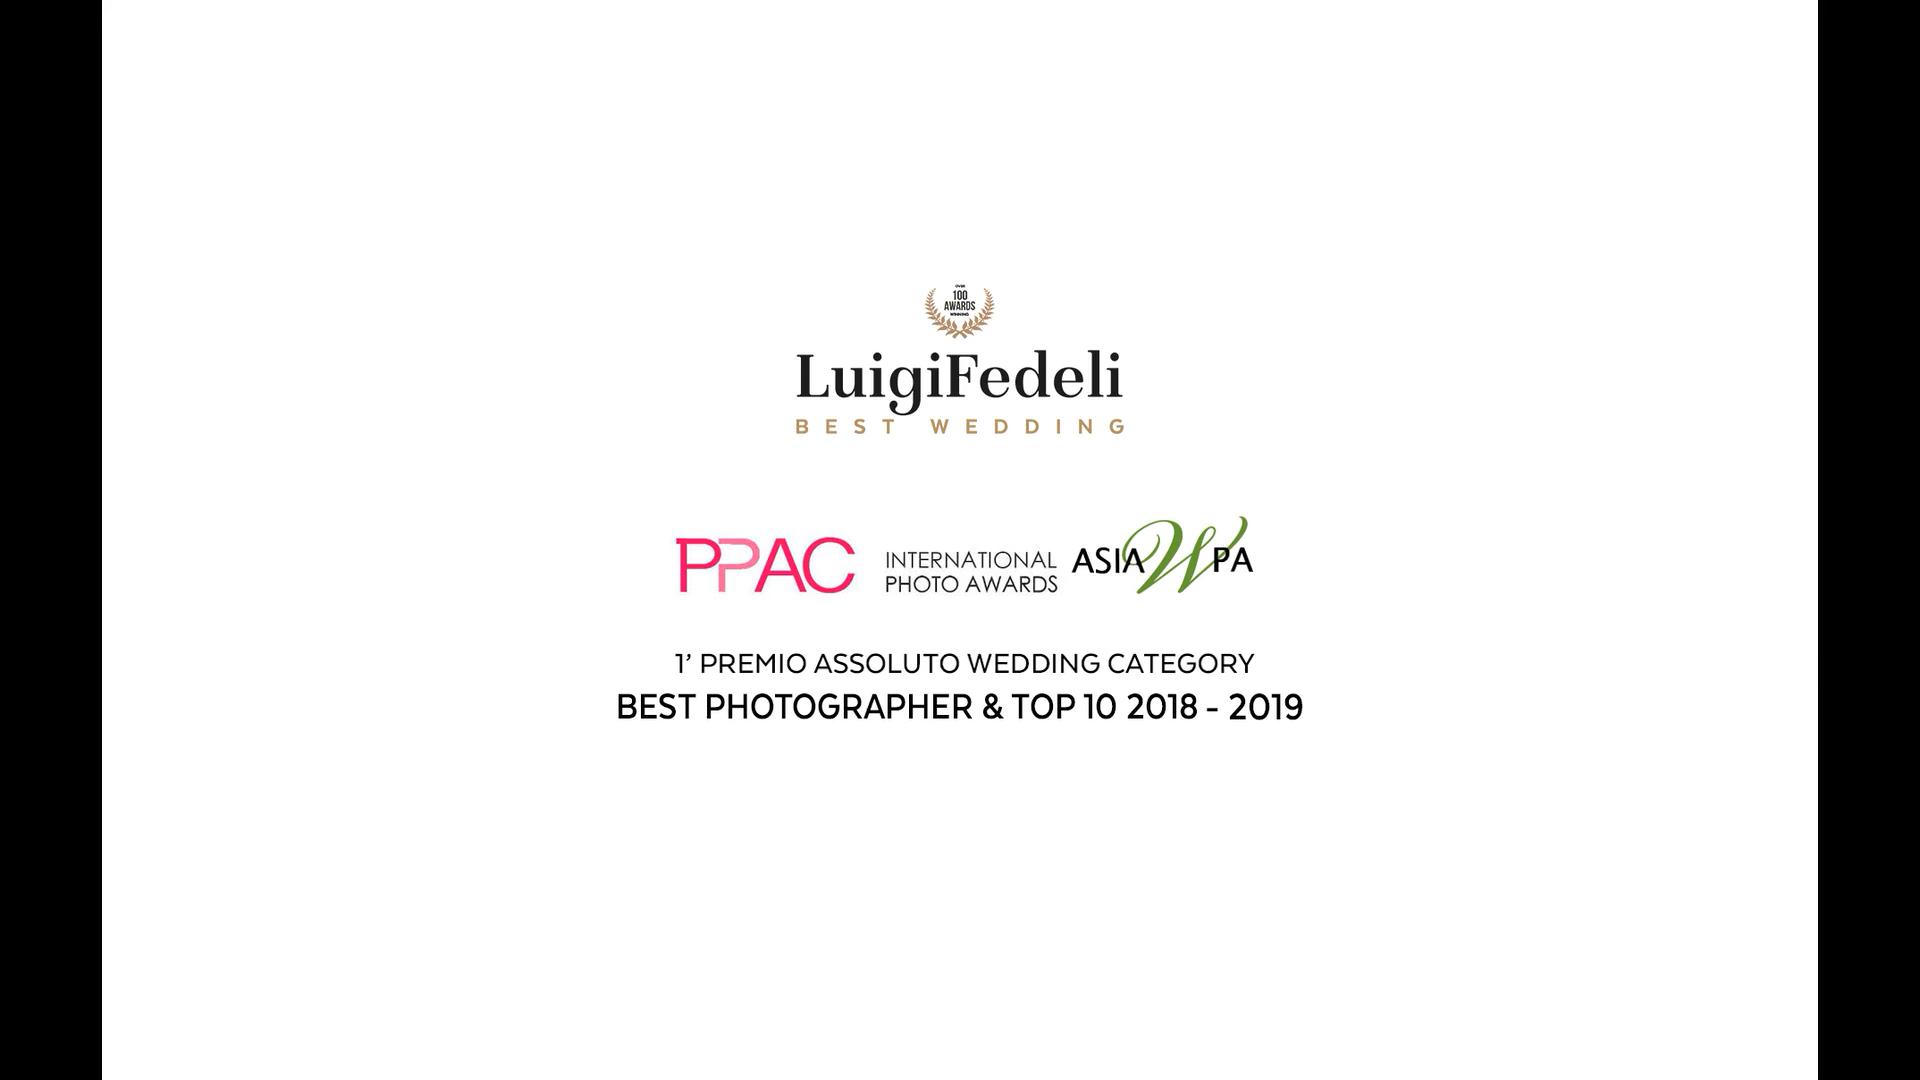 OVER
100
AWARDS
WINNING
LuigiFedeli
BEST WEDDING
PPAC INTERNATIONAL PHOTO AWARDS ASIA WPA
1’ PREMIO ASSOLUTO WEDDING CATEGORY
BEST PHOTOGRAPHER & TOP 10 2018 - 2019